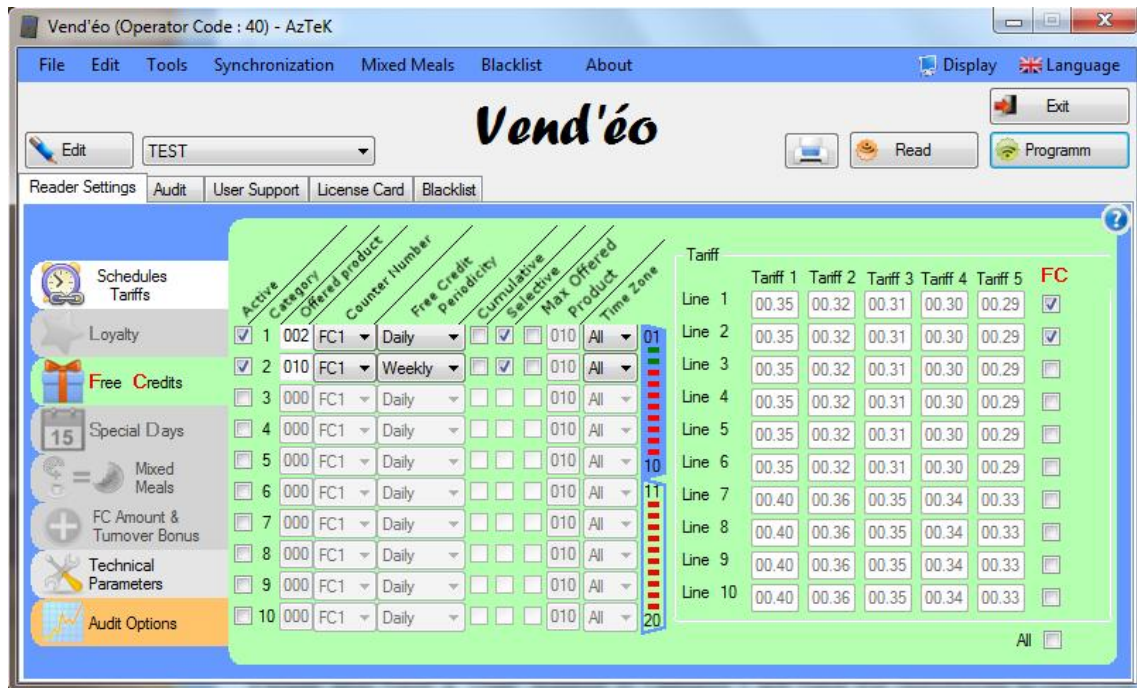 Vend'éo (Operator Code : 40) - AzTeK
File Edit Tools Synchronization Mixed Meals Blacklist About Display Language
Vend'éo
Exit
Edit TEST Read Programm
Reader Settings Audit User Support License Card Blacklist
Schedules Tariffs
Loyalty
Free Credits
15 Special Days
Mixed Meals
FC Amount & Turnover Bonus
Technical Parameters
Audit Options
Active Category Offered product Counter Number Free Credit Periodicity Cumulative Selective Max Offered Product Time Zone
1 002 FC1 Daily 010 All
2 010 FC1 Weekly 010 All
3 000 FC1 Daily 010 All
4 000 FC1 Daily 010 All
5 000 FC1 Daily 010 All
6 000 FC1 Daily 010 All
7 000 FC1 Daily 010 All
8 000 FC1 Daily 010 All
9 000 FC1 Daily 010 All
10 000 FC1 Daily 010 All
01
10
11
20
?
Tariff
Tariff 1 Tariff 2 Tariff 3 Tariff 4 Tariff 5 FC
Line 1 00.35 00.32 00.31 00.30 00.29
Line 2 00.35 00.32 00.31 00.30 00.29
Line 3 00.35 00.32 00.31 00.30 00.29
Line 4 00.35 00.32 00.31 00.30 00.29
Line 5 00.35 00.32 00.31 00.30 00.29
Line 6 00.35 00.32 00.31 00.30 00.29
Line 7 00.40 00.36 00.35 00.34 00.33
Line 8 00.40 00.36 00.35 00.34 00.33
Line 9 00.40 00.36 00.35 00.34 00.33
Line 10 00.40 00.36 00.35 00.34 00.33
All